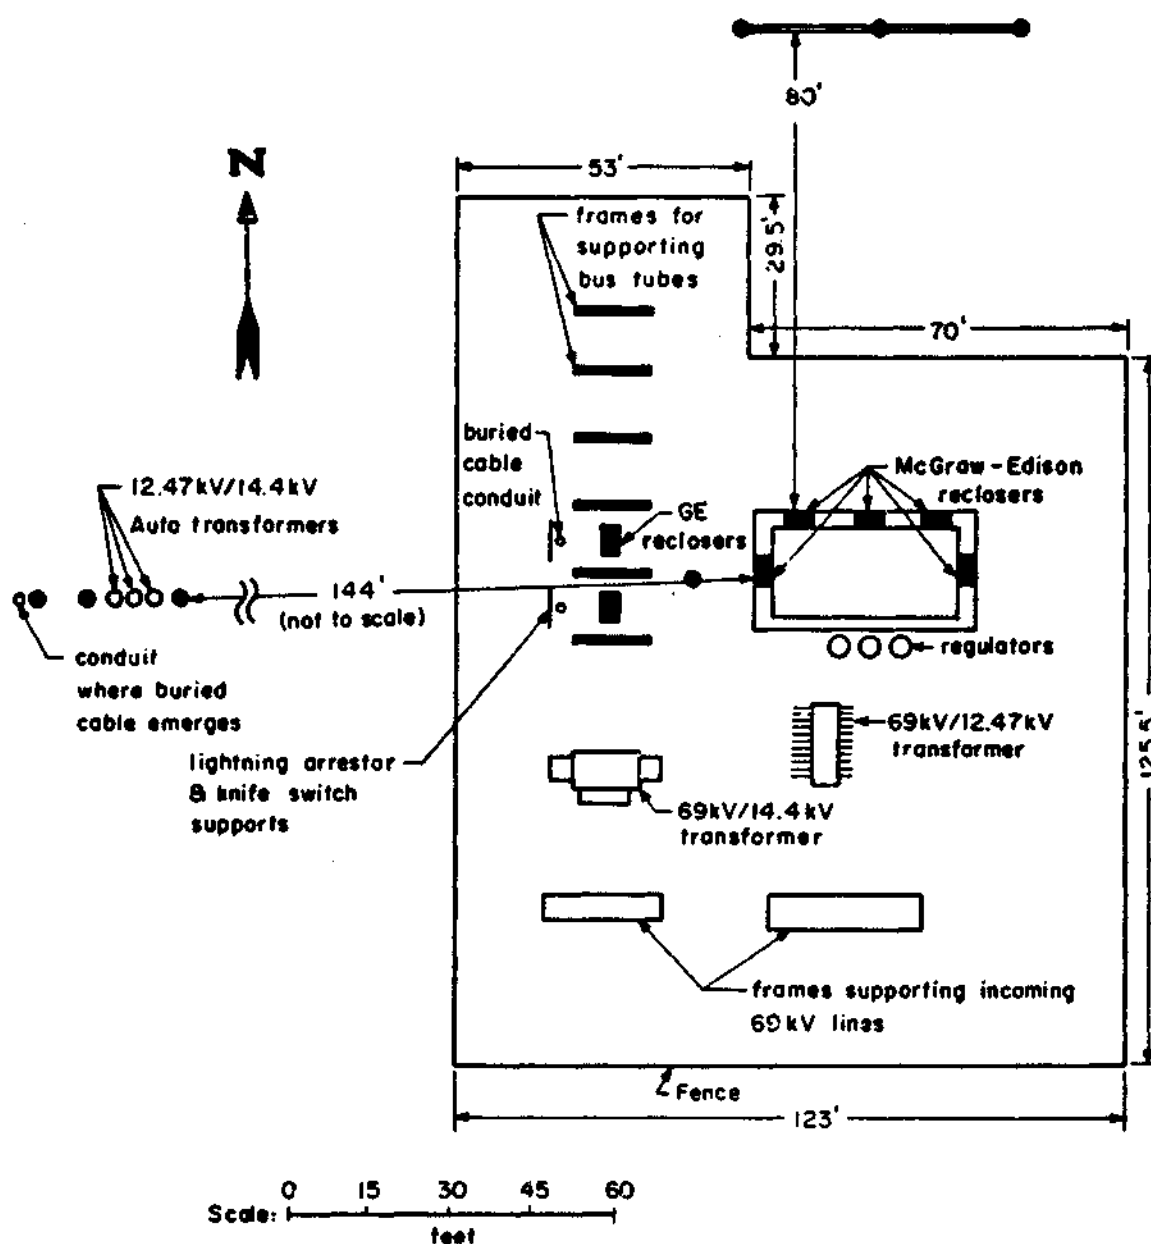 80'
N
53'
frames for
supporting
bus tubes
29.5'
70'
buried
cable
conduit
McGraw-Edison
reclosers
12.47kV/14.4kV
Auto transformers
GE
reclosers
144'
(not to scale)
conduit
where buried
cable emerges
regulators
69kV/12.47kV
transformer
125.5'
lightning arrestor
& knife switch
supports
69kV/14.4kV
transformer
frames supporting incoming
69kV lines
Fence
123'
0 15 30 45 60
Scale:
feet